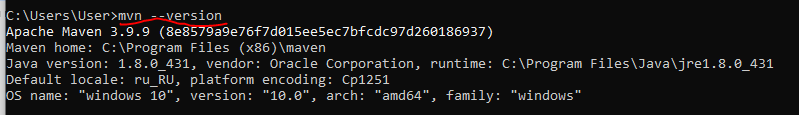 C:\Users\User>mvn --version
Apache Maven 3.9.9 (8e8579a9e76f7d015ee5ec7bfcdc97d260186937)
Maven home: C:\Program Files (x86)\maven
Java version: 1.8.0_431, vendor: Oracle Corporation, runtime: C:\Program Files\Java\jre1.8.0_431
Default locale: ru_RU, platform encoding: Cp1251
OS name: "windows 10", version: "10.0", arch: "amd64", family: "windows"